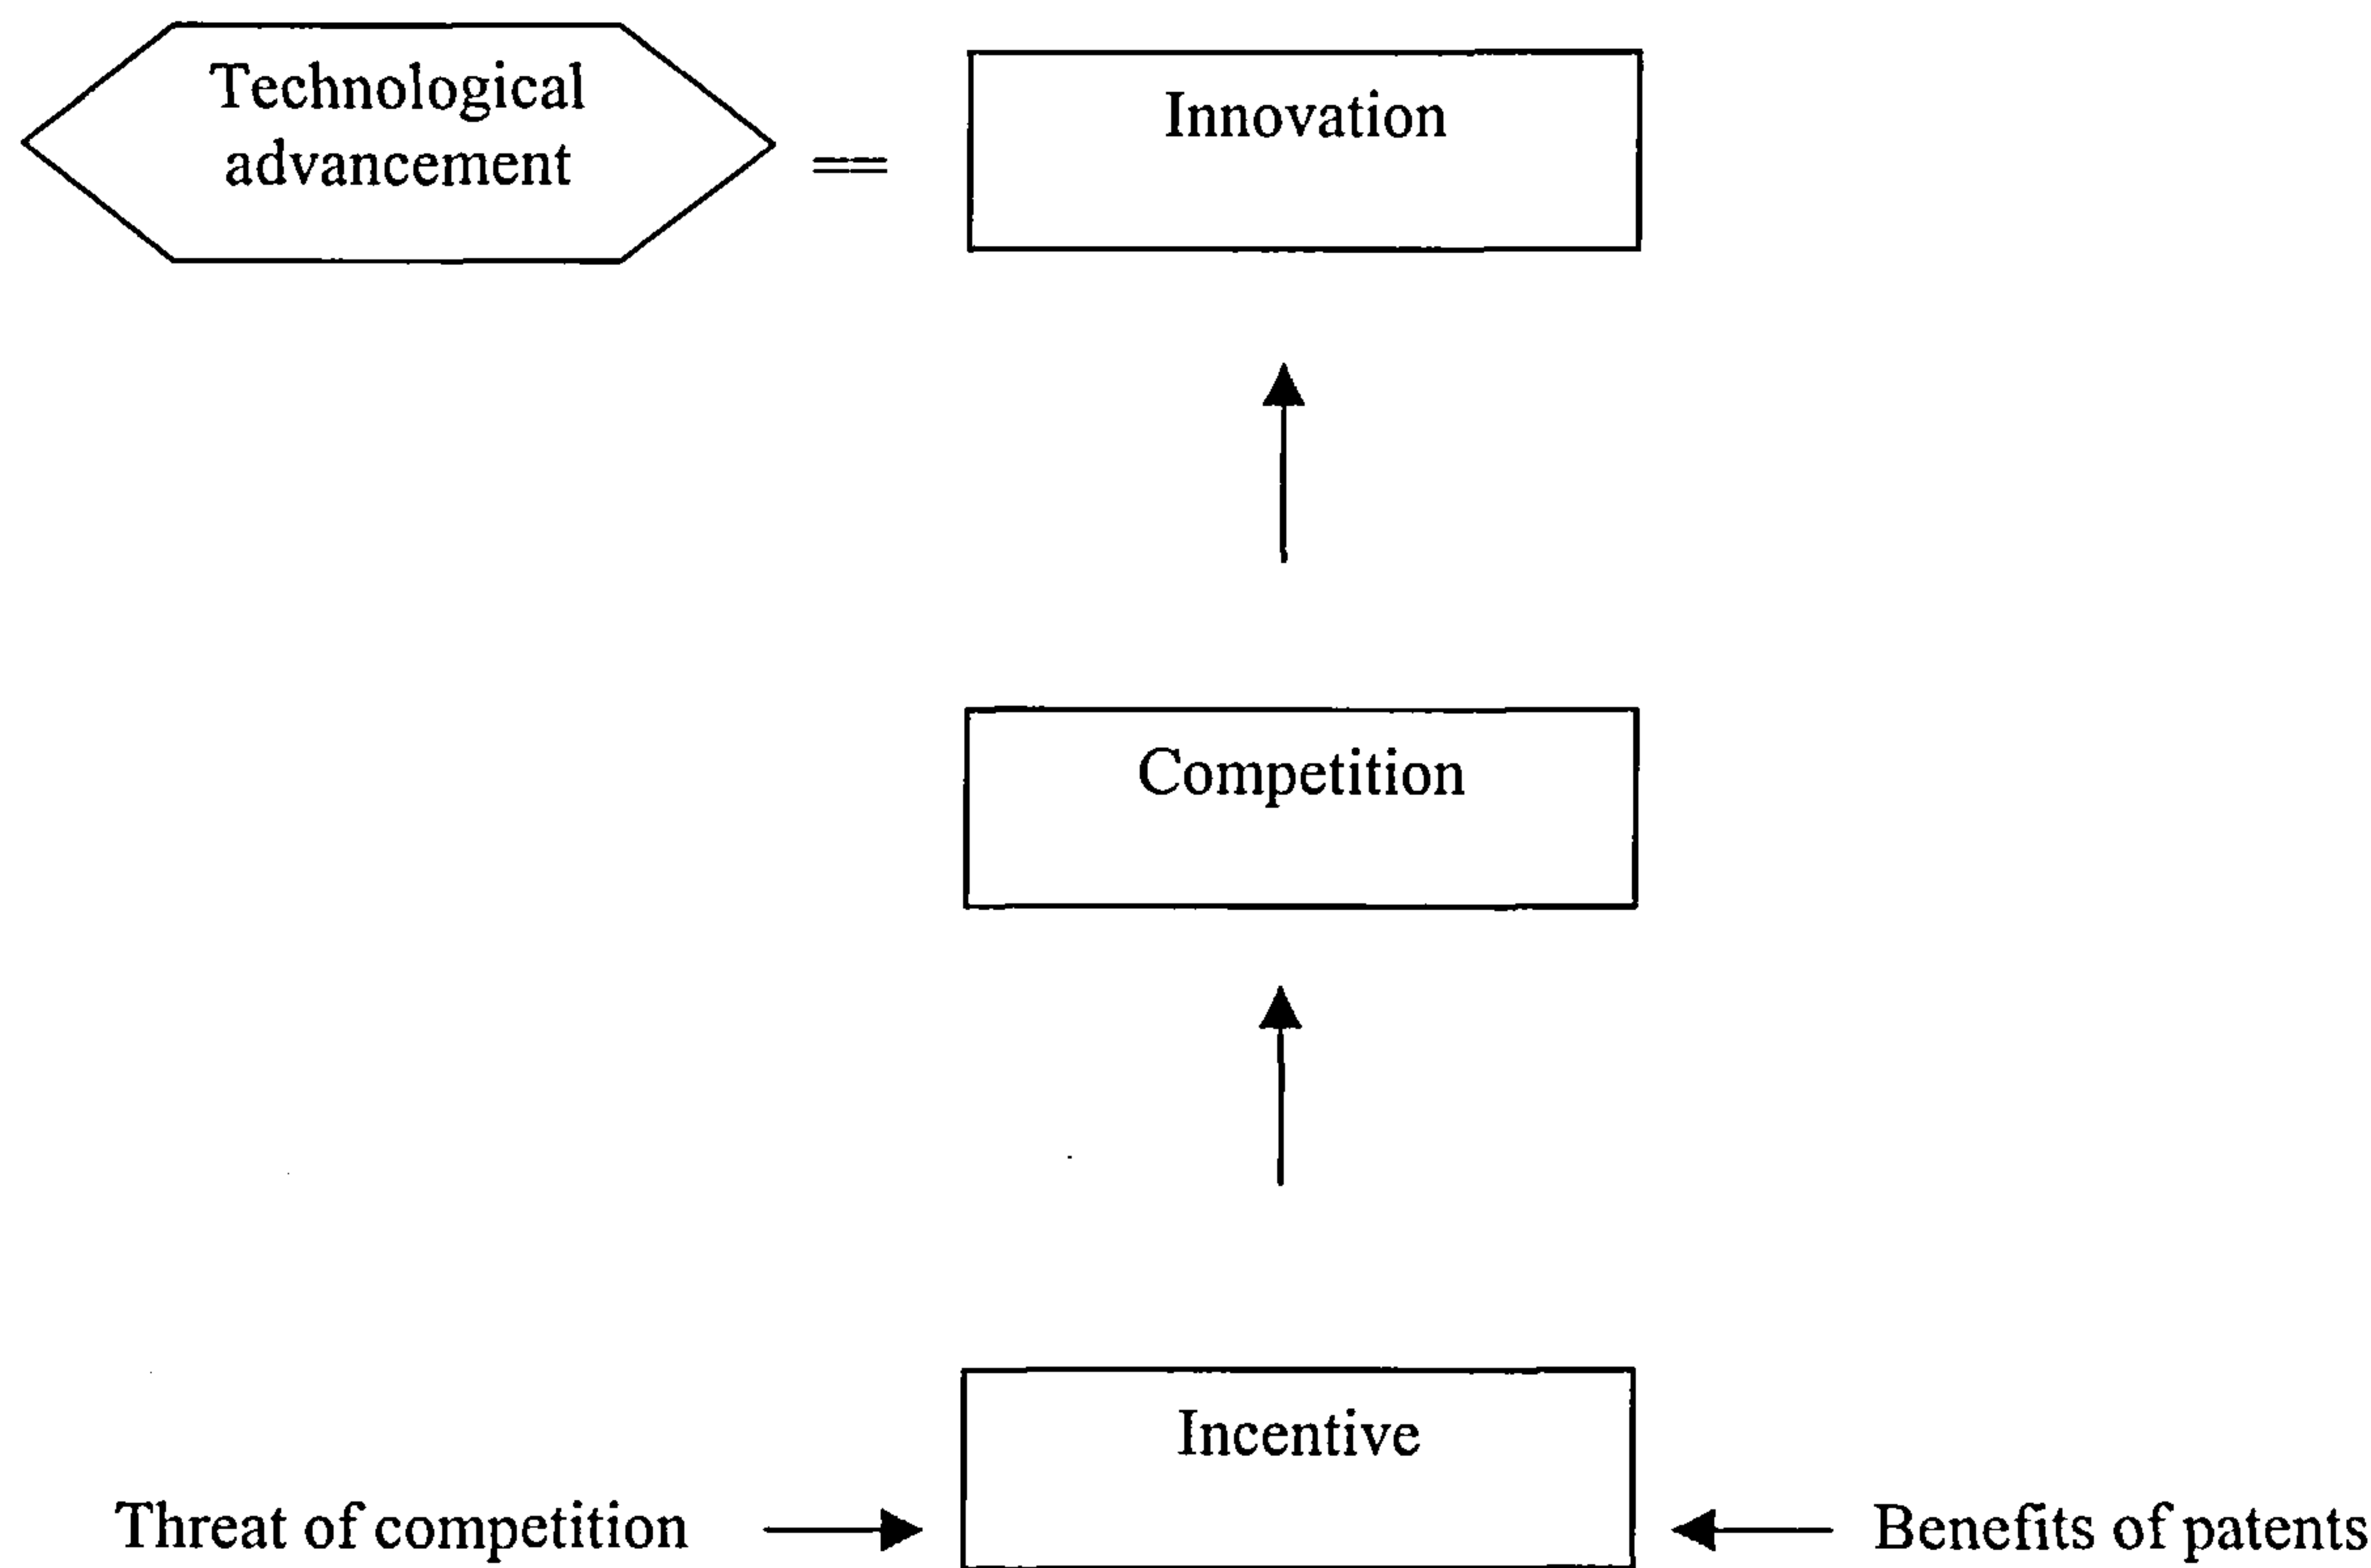 Technological
advancement
==
Innovation
Competition
Incentive
Threat of competition
Benefits of patents